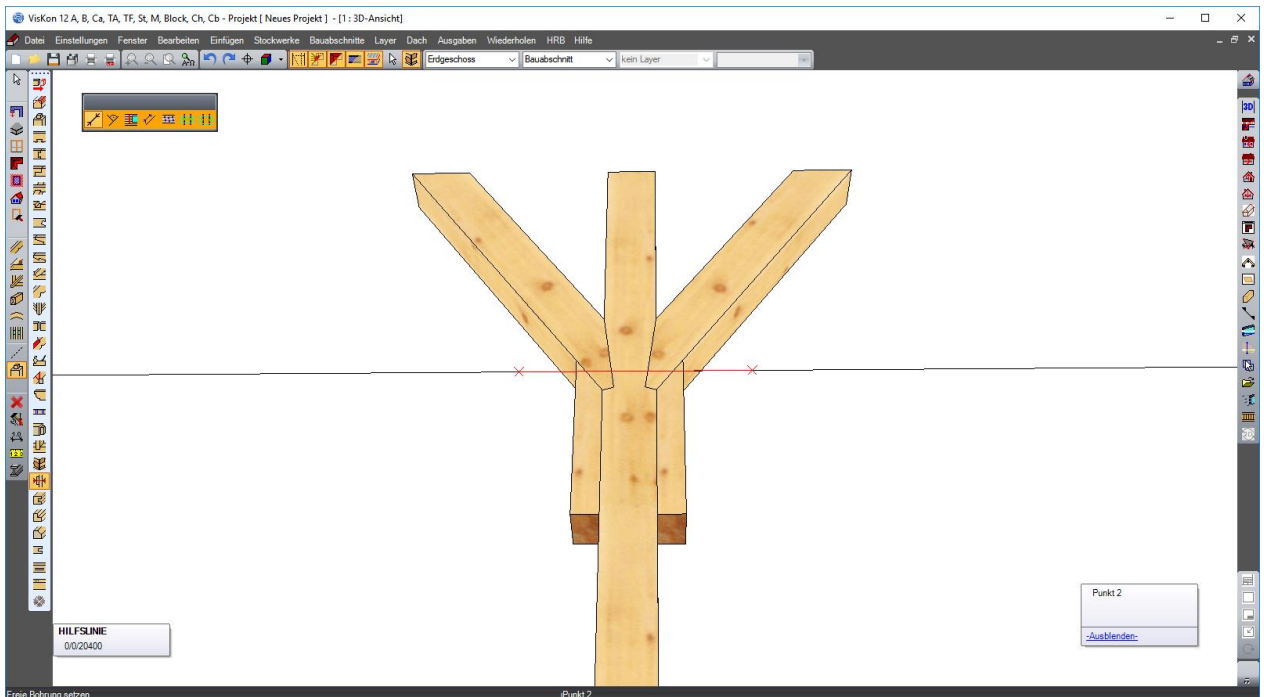 VisKon 12 A, B, Ca, TA, TF, St, M, Block, Ch, Cb - Projekt [ Neues Projekt ] - [1 : 3D-Ansicht]
Datei Einstellungen Fenster Bearbeiten Einfügen Stockwerke Bauabschnitte Layer Dach Ausgaben Wiederholen HRB Hilfe
Erdgeschoss Bauabschnitt kein Layer
3D
Punkt 2
-Ausblenden-
HILFSLINIE
0/0/20400
Freie Bohrung setzen ¡Punkt 2